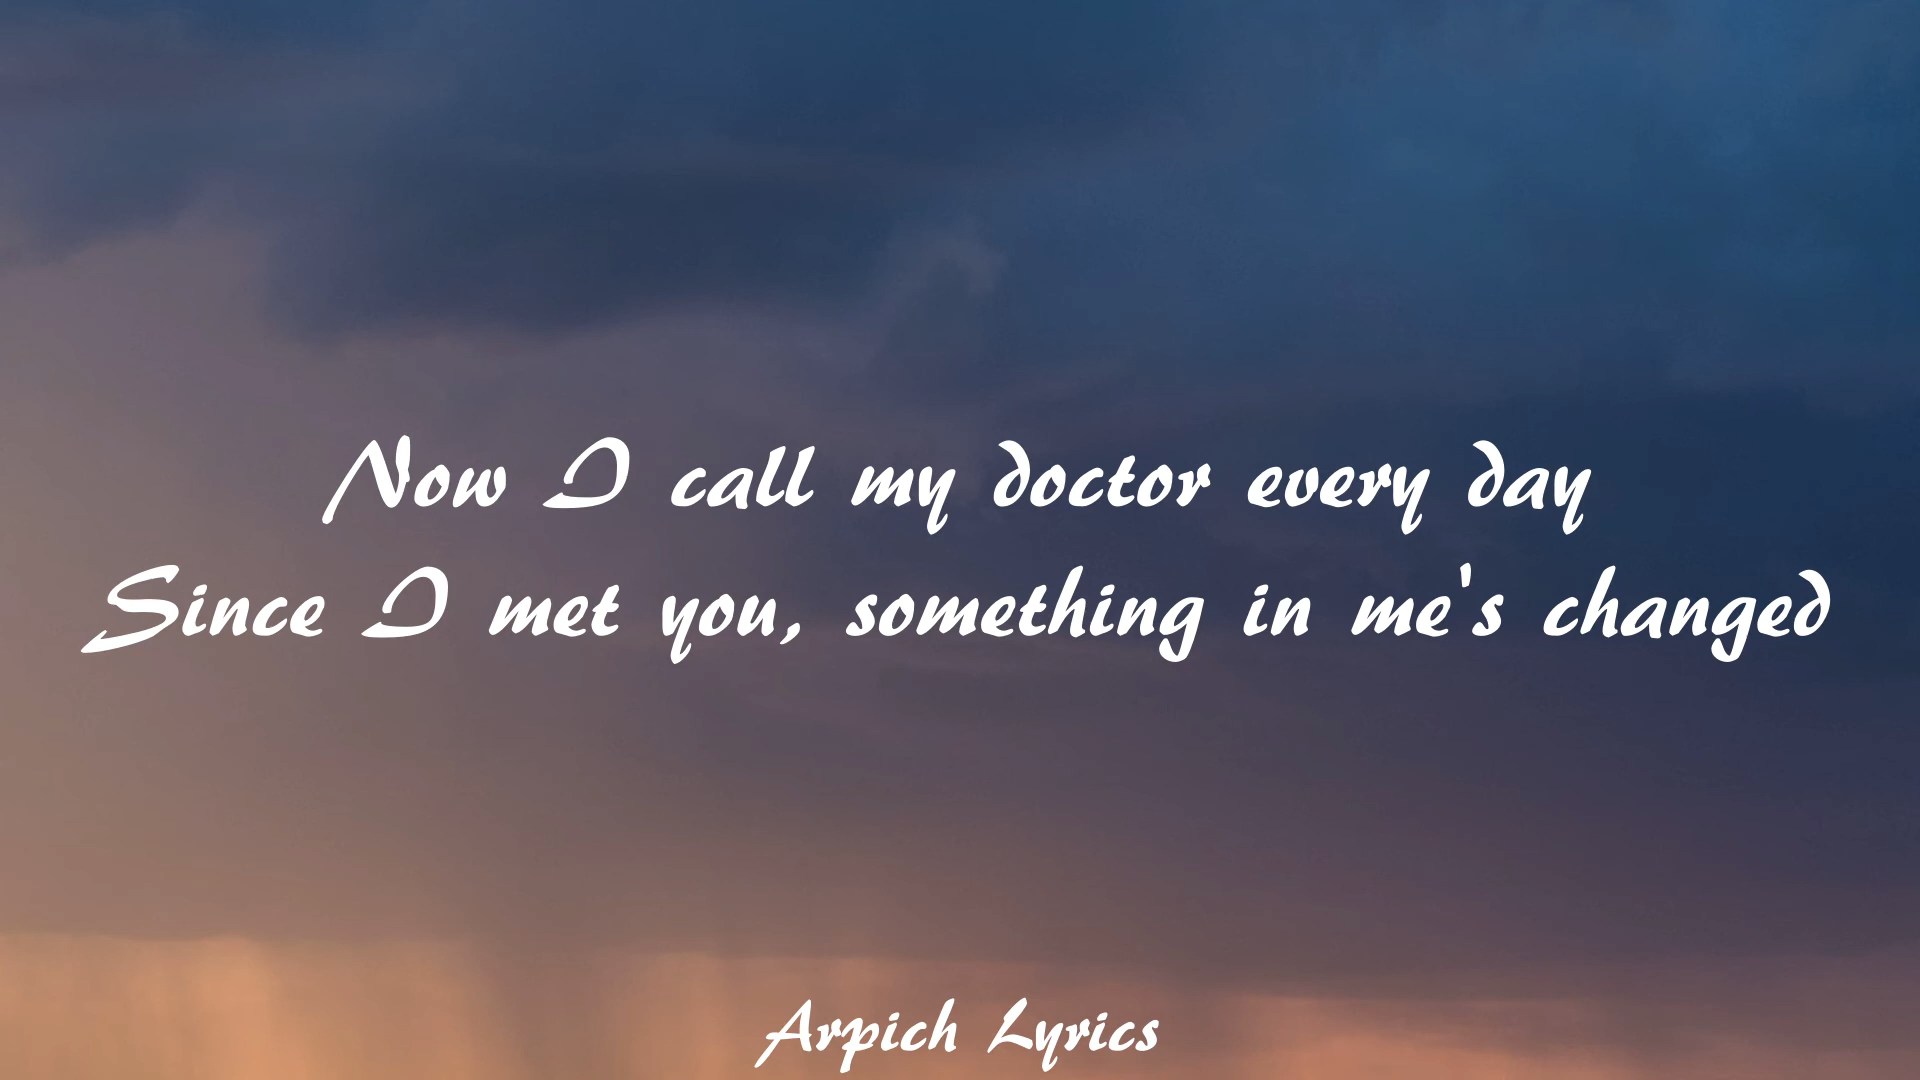 Now I call my doctor every day
Since I met you, something in me's changed
Arpich Lyrics